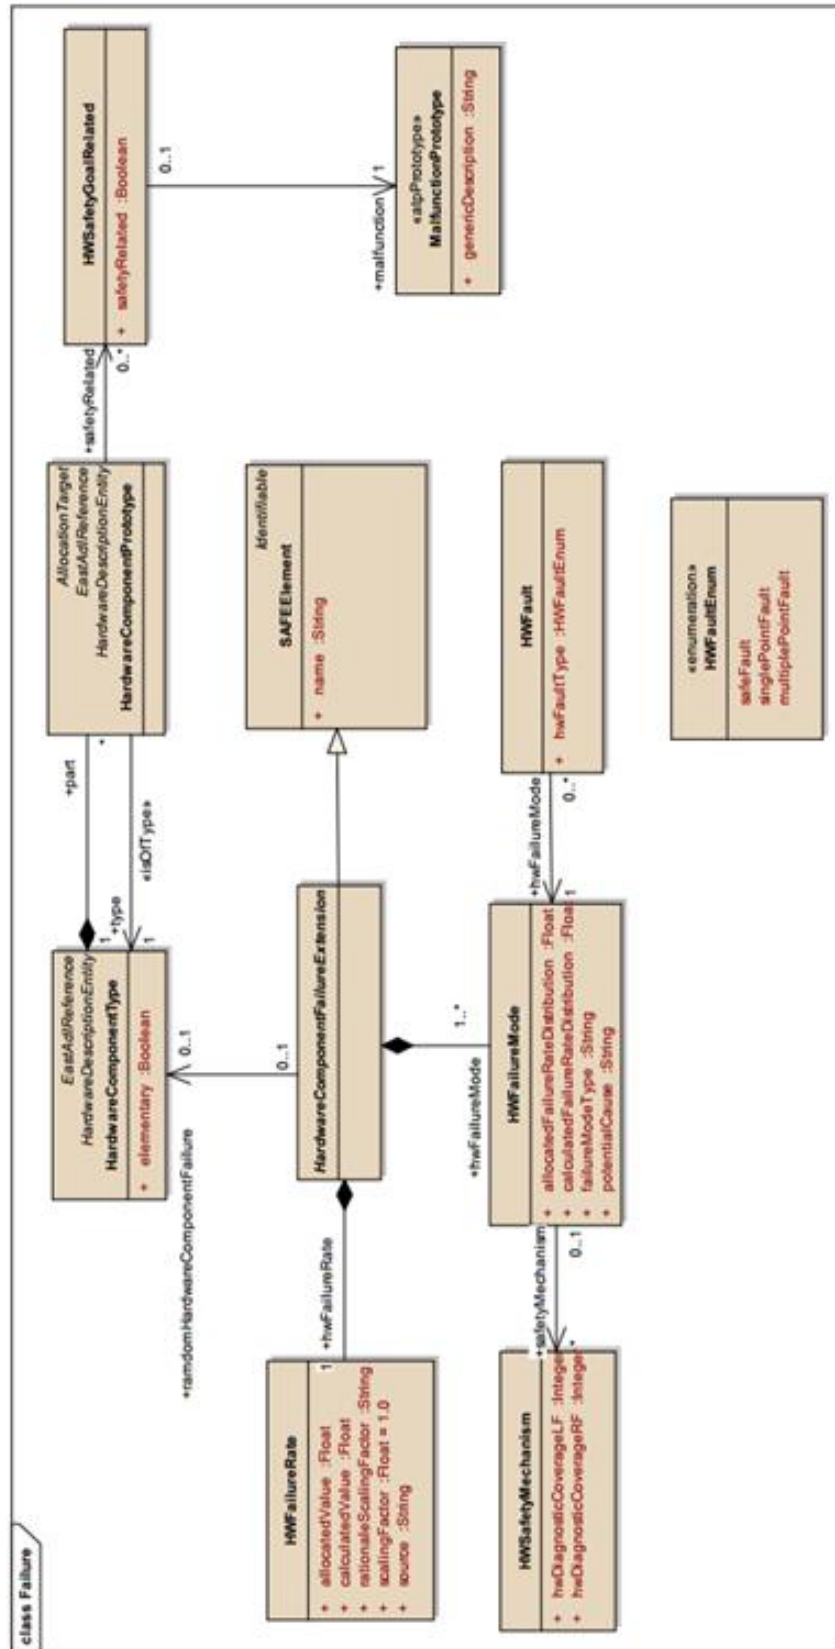 class Failure
EastAdlReference
HardwareDescriptionEntity
HardwareComponentType
+ elementary :Boolean
+part
1
*
+type
1
«isOfType»
AllocationTarget
EastAdlReference
HardwareDescriptionEntity
HardwareComponentPrototype
+safetyRelated
0..*
HWSafetyGoalRelated
+ safetyRelated :Boolean
0..1
+malfunction
1
«atpPrototype»
MalfunctionPrototype
+ genericDescription :String
+ramdomHardwareComponentFailure
0..1
0..1
HWFailureRate
+ allocatedValue :Float
+ calculatedValue :Float
+ rationaleScalingFactor :String
+ scalingFactor :Float = 1.0
+ source :String
1
+hwFailureRate
HardwareComponentFailureExtension
Identifiable
SAFEElement
+ name :String
+hwFailureMode
1..*
HWSafetyMechanism
+ hwDiagnosticCoverageLF :Integer
+ hwDiagnosticCoverageRF :Integer
+safetyMechanism
*
0..1
HWFailureMode
+ allocatedFailureRateDistribution :Float
+ calculatedFailureRateDistribution :Float
+ failureModeType :String
+ potentialCause :String
+hwFailureMode
1
0..*
HWFault
+ hwFaultType :HWFaultEnum
«enumeration»
HWFaultEnum
safeFault
singlePointFault
multiplePointFault